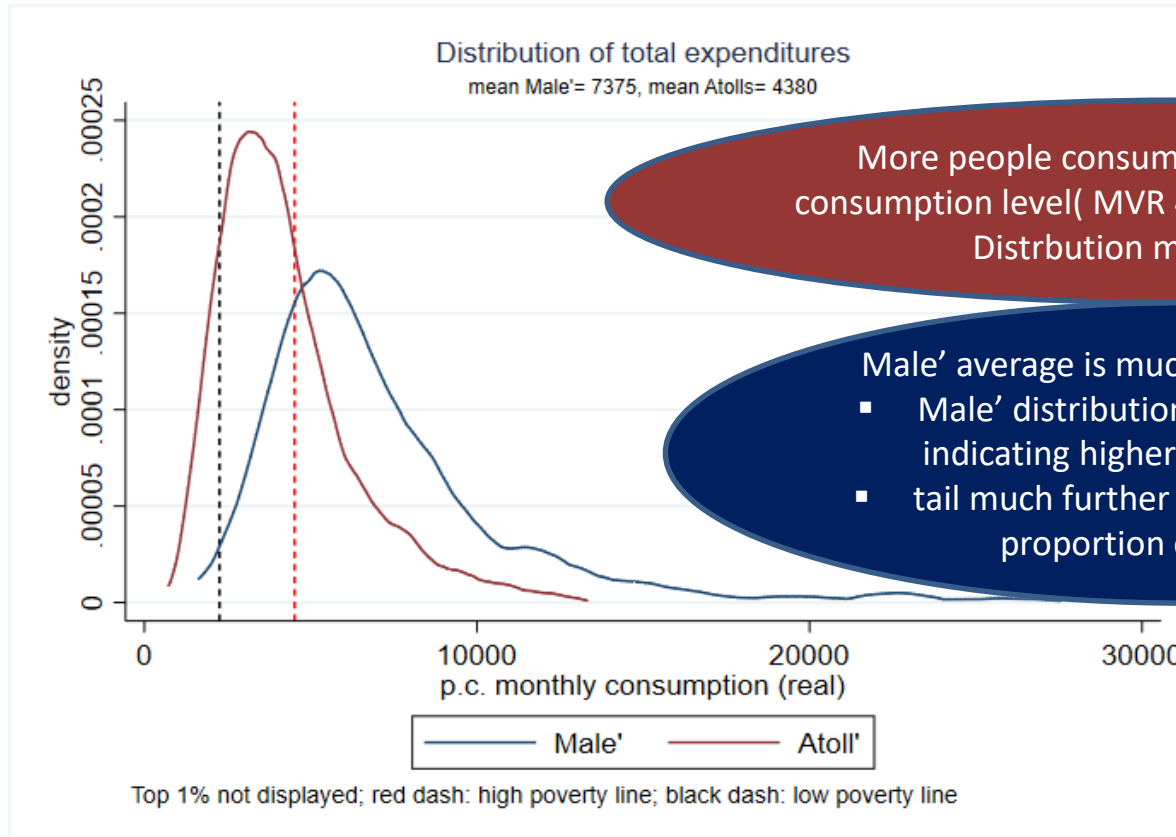 Distribution of total expenditures
mean Male'= 7375, mean Atolls= 4380
density
.00025
.0002
.00015
.0001
.00005
0
0 10000 20000 30000
p.c. monthly consumption (real)
Male' Atoll'
Top 1% not displayed; red dash: high poverty line; black dash: low poverty line
More people consum
consumption level( MVR
Distrbution m
Male’ average is muc
▪ Male’ distribution
indicating higher
▪ tail much further
proportion